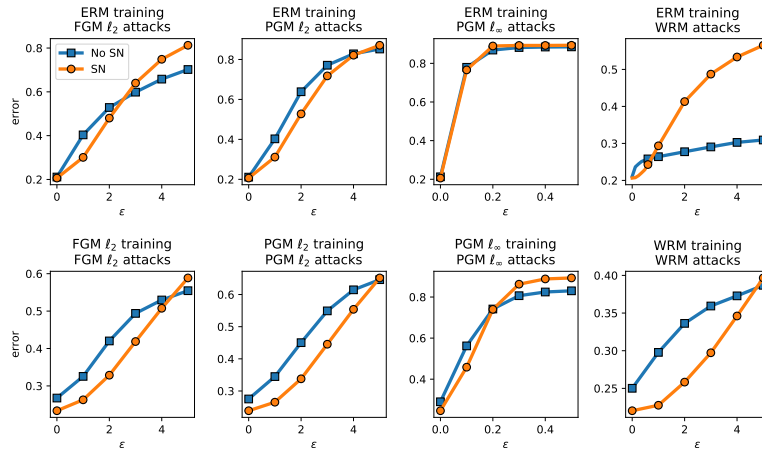 ERM training
FGM ℓ2 attacks
ERM training
PGM ℓ2 attacks
ERM training
PGM ℓ∞ attacks
ERM training
WRM attacks
No SN
SN
error
0.8
0.6
0.4
0.2
0 2 4
ε
0.8
0.6
0.4
0.2
0 2 4
ε
0.8
0.6
0.4
0.2
0.0 0.2 0.4
ε
0.5
0.4
0.3
0.2
0 2 4
ε
FGM ℓ2 training
FGM ℓ2 attacks
PGM ℓ2 training
PGM ℓ2 attacks
PGM ℓ∞ training
PGM ℓ∞ attacks
WRM training
WRM attacks
error
0.6
0.5
0.4
0.3
0 2 4
ε
0.6
0.5
0.4
0.3
0 2 4
ε
0.8
0.6
0.4
0.0 0.2 0.4
ε
0.40
0.35
0.30
0.25
0 2 4
ε